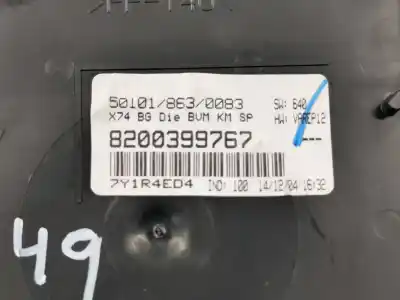 50101/863/0083
SW: 640
X74 BG Die BVM KM SP
HW: VAREP12
8200399767
---
7Y1R4ED4
IND: 100
14/12/04 16:32
49